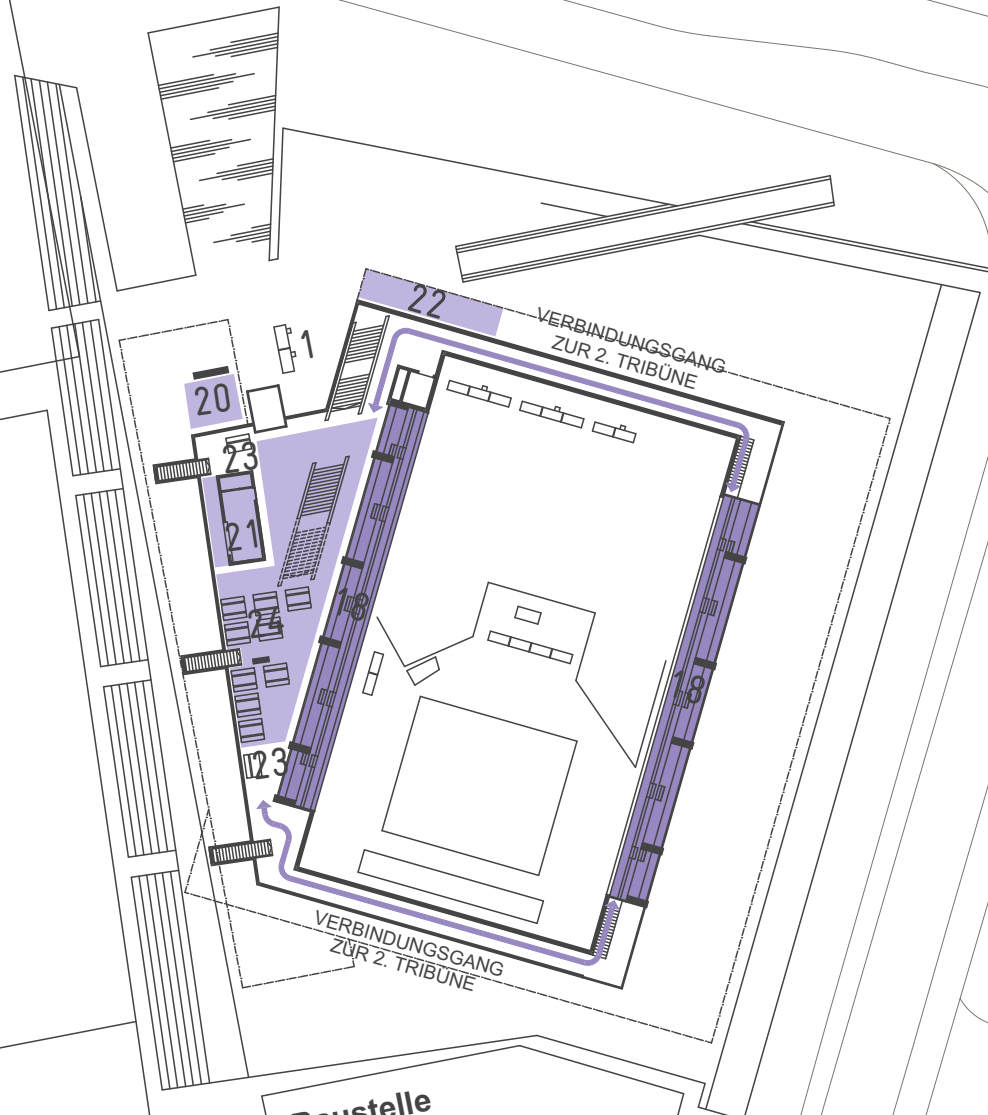 22
VERBINDUNGSGANG
ZUR 2. TRIBÜNE
1
20
23
21
18
24
18
23
VERBINDUNGSGANG
ZUR 2. TRIBÜNE
Baustelle